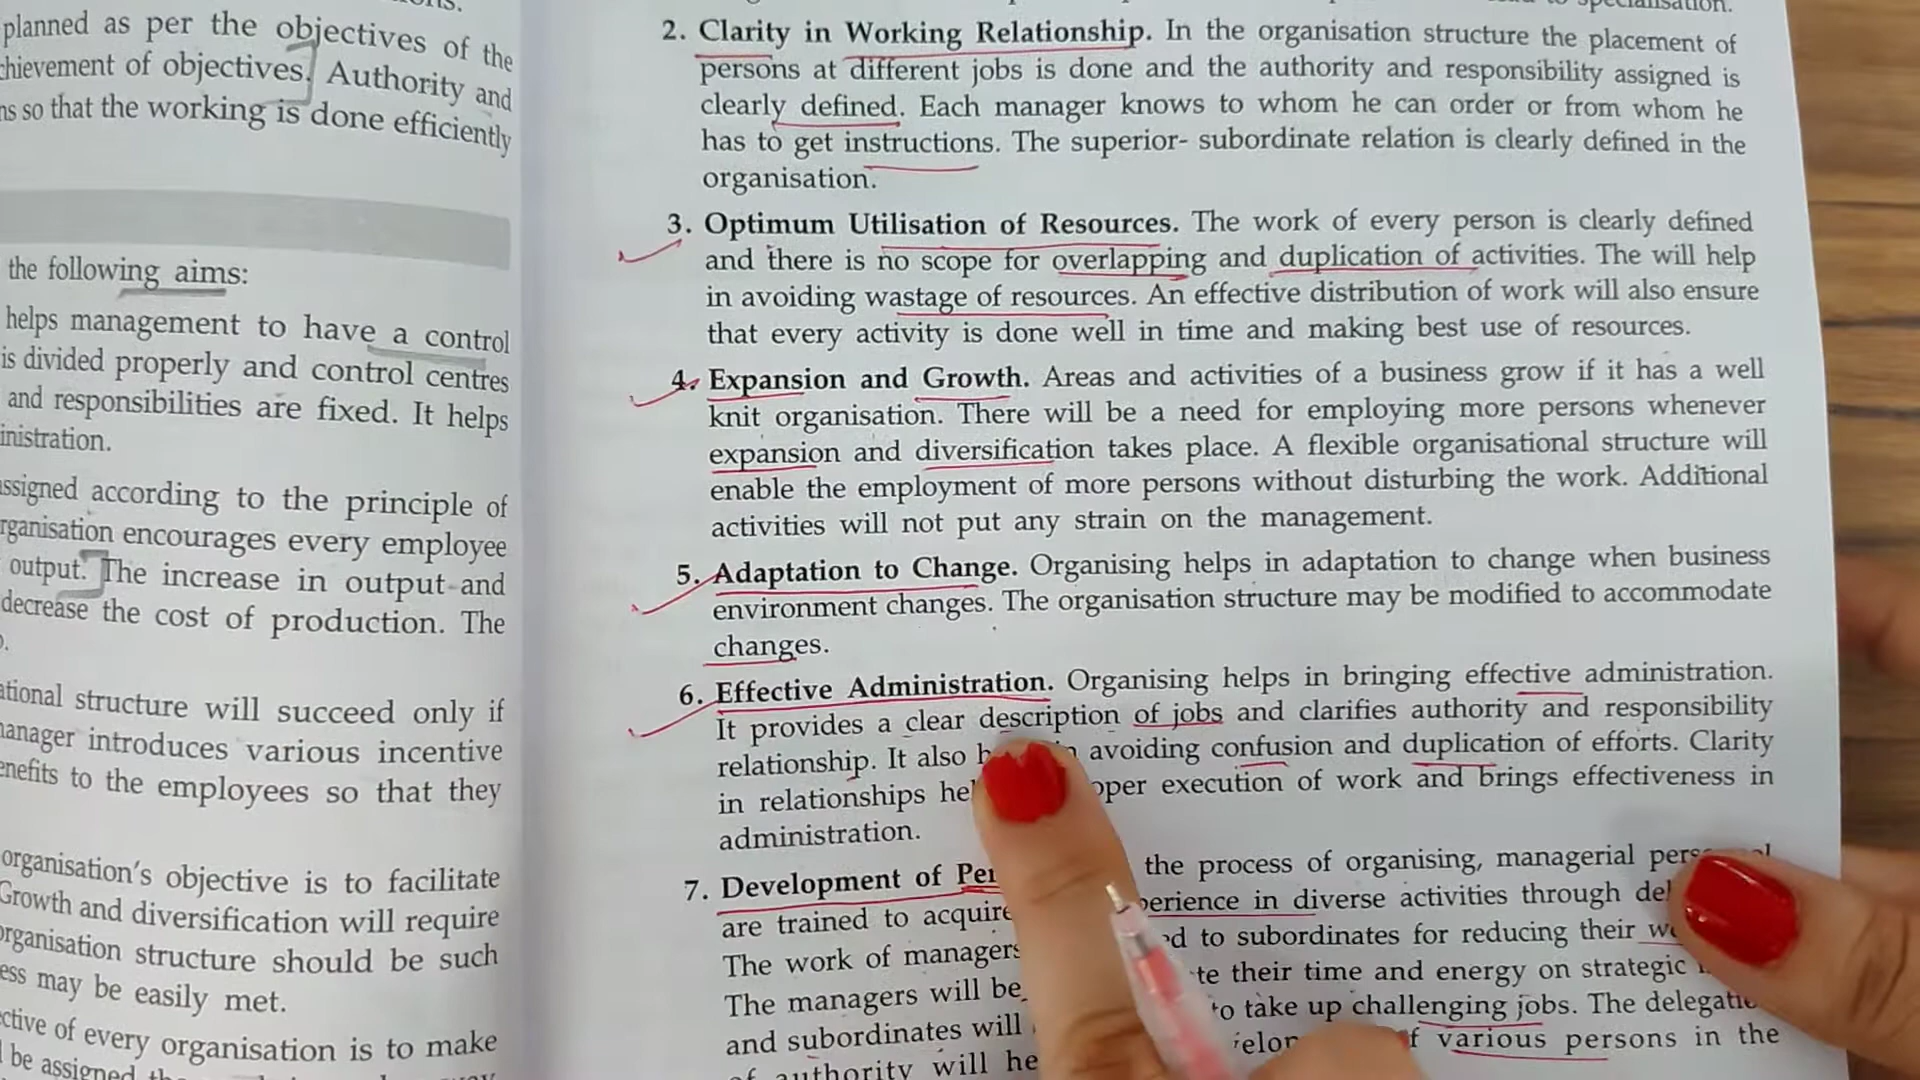 planned as per the objectives of the
chievement of objectives. Authority and
ns so that the working is done efficiently
the following aims:
helps management to have a control
is divided properly and control centres
and responsibilities are fixed. It helps
inistration.
assigned according to the principle of
rganisation encourages every employee
output. The increase in output and
decrease the cost of production. The
ational structure will succeed only if
manager introduces various incentive
enefits to the employees so that they
organisation's objective is to facilitate
Growth and diversification will require
organisation structure should be such
ess may be easily met.
ctive of every organisation is to make
be assigned
specialisation.
2. Clarity in Working Relationship. In the organisation structure the placement of
persons at different jobs is done and the authority and responsibility assigned is
clearly defined. Each manager knows to whom he can order or from whom he
has to get instructions. The superior- subordinate relation is clearly defined in the
organisation.
3. Optimum Utilisation of Resources. The work of every person is clearly defined
and there is no scope for overlapping and duplication of activities. The will help
in avoiding wastage of resources. An effective distribution of work will also ensure
that every activity is done well in time and making best use of resources.
4. Expansion and Growth. Areas and activities of a business grow if it has a well
knit organisation. There will be a need for employing more persons whenever
expansion and diversification takes place. A flexible organisational structure will
enable the employment of more persons without disturbing the work. Additional
activities will not put any strain on the management.
5. Adaptation to Change. Organising helps in adaptation to change when business
environment changes. The organisation structure may be modified to accommodate
changes.
6. Effective Administration. Organising helps in bringing effective administration.
It provides a clear description of jobs and clarifies authority and responsibility
relationship. It also avoiding confusion and duplication of efforts. Clarity
in relationships execution of work and brings effectiveness in
administration.
7. Development of the process of organising, managerial
are trained to acquire perience in diverse activities through
The work of managers to subordinates for reducing their
The managers will be their time and energy on strategic
and subordinates will to take up challenging jobs. The
of authority will various persons in the